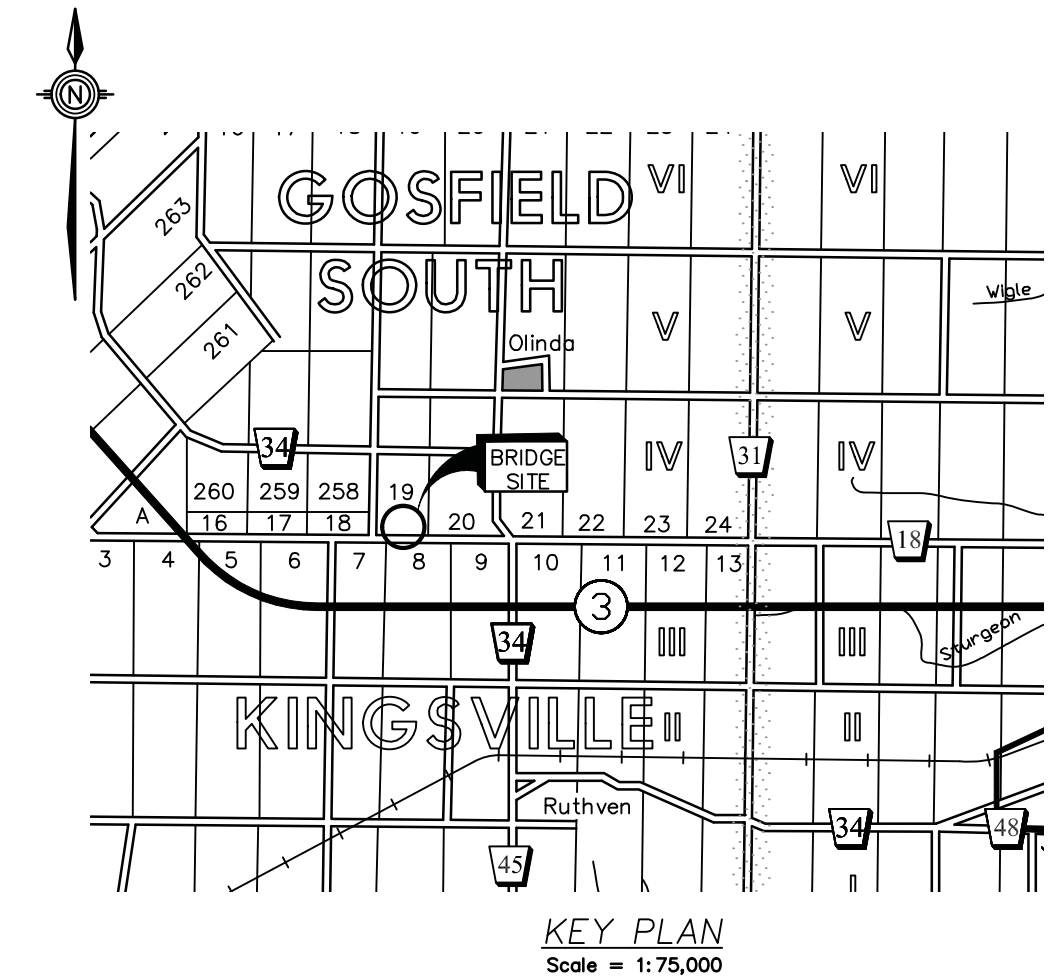 N
VI VI
263
GOSFIELD
262
SOUTH
Wigle
261
V V
Olinda
34
BRIDGE
SITE
IV 31 IV
260 259 258 19
A 16 17 18 20 21 22 23 24
18
3 4 5 6 7 8 9 10 11 12 13
3
34
III III
Sturgeon
KINGSVILLE
II II
Ruthven
34 48
45
I
KEY PLAN
Scale = 1:75,000